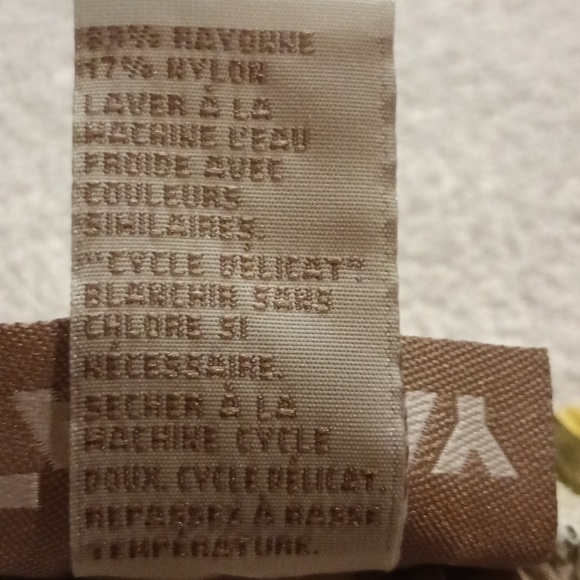 83% RAYONNE
17% NYLON
LAVER À LA
MACHINE L'EAU
FROIDE AVEC
COULEURS
SIMILAIRES.
"CYCLE DÉLICAT".
BLANCHIR SANS
CHLORE SI
NÉCESSAIRE.
SECHER À LA
MACHINE CYCLE
DOUX. CYCLE DÉLICAT.
REPASSEZ À BASSE
TEMPÉRATURE.